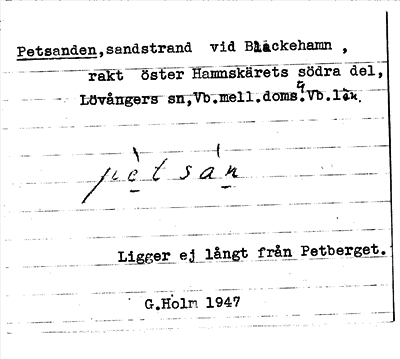 Petsanden, sandstrand vid Bläckehamn ,
rakt öster Hamnskärets södra del,
Lövångers sn, Vb.mell.doms. Vb.län.
Ligger ej långt från Petberget.
G.Holm 1947